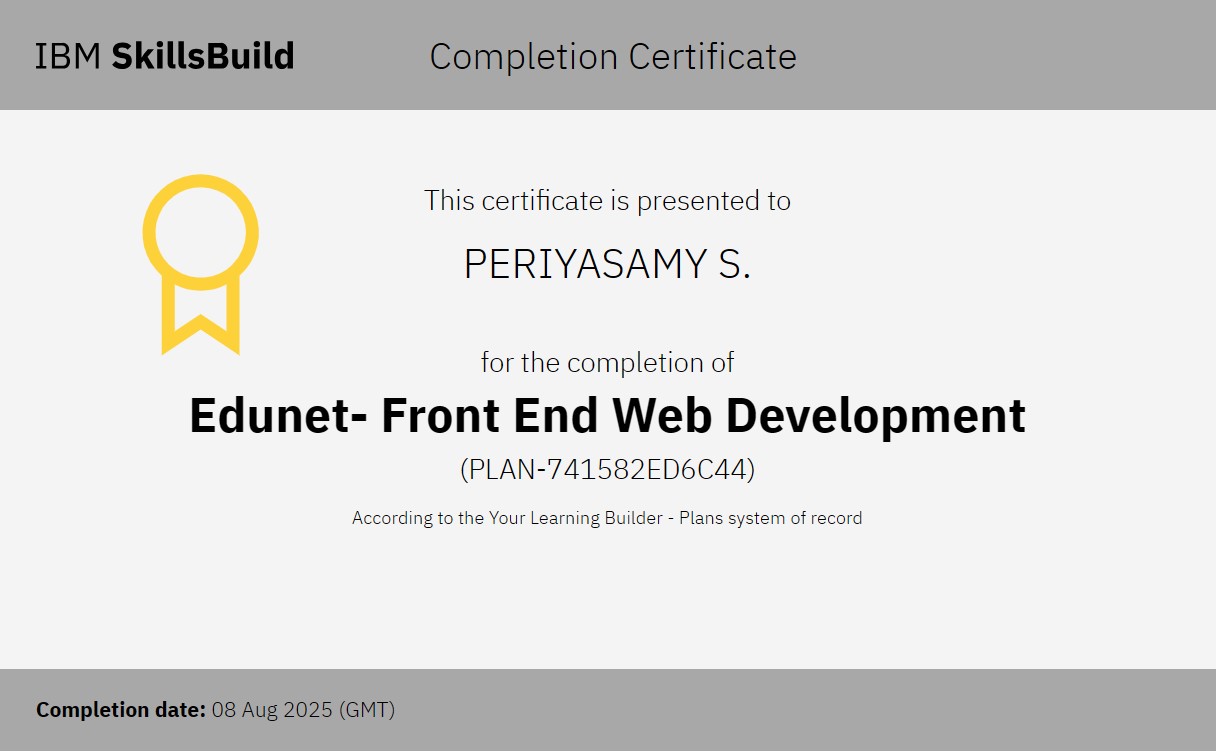 IBM SkillsBuild
Completion Certificate
This certificate is presented to
PERIYASAMY S.
for the completion of
Edunet- Front End Web Development
(PLAN-741582ED6C44)
According to the Your Learning Builder - Plans system of record
Completion date: 08 Aug 2025 (GMT)